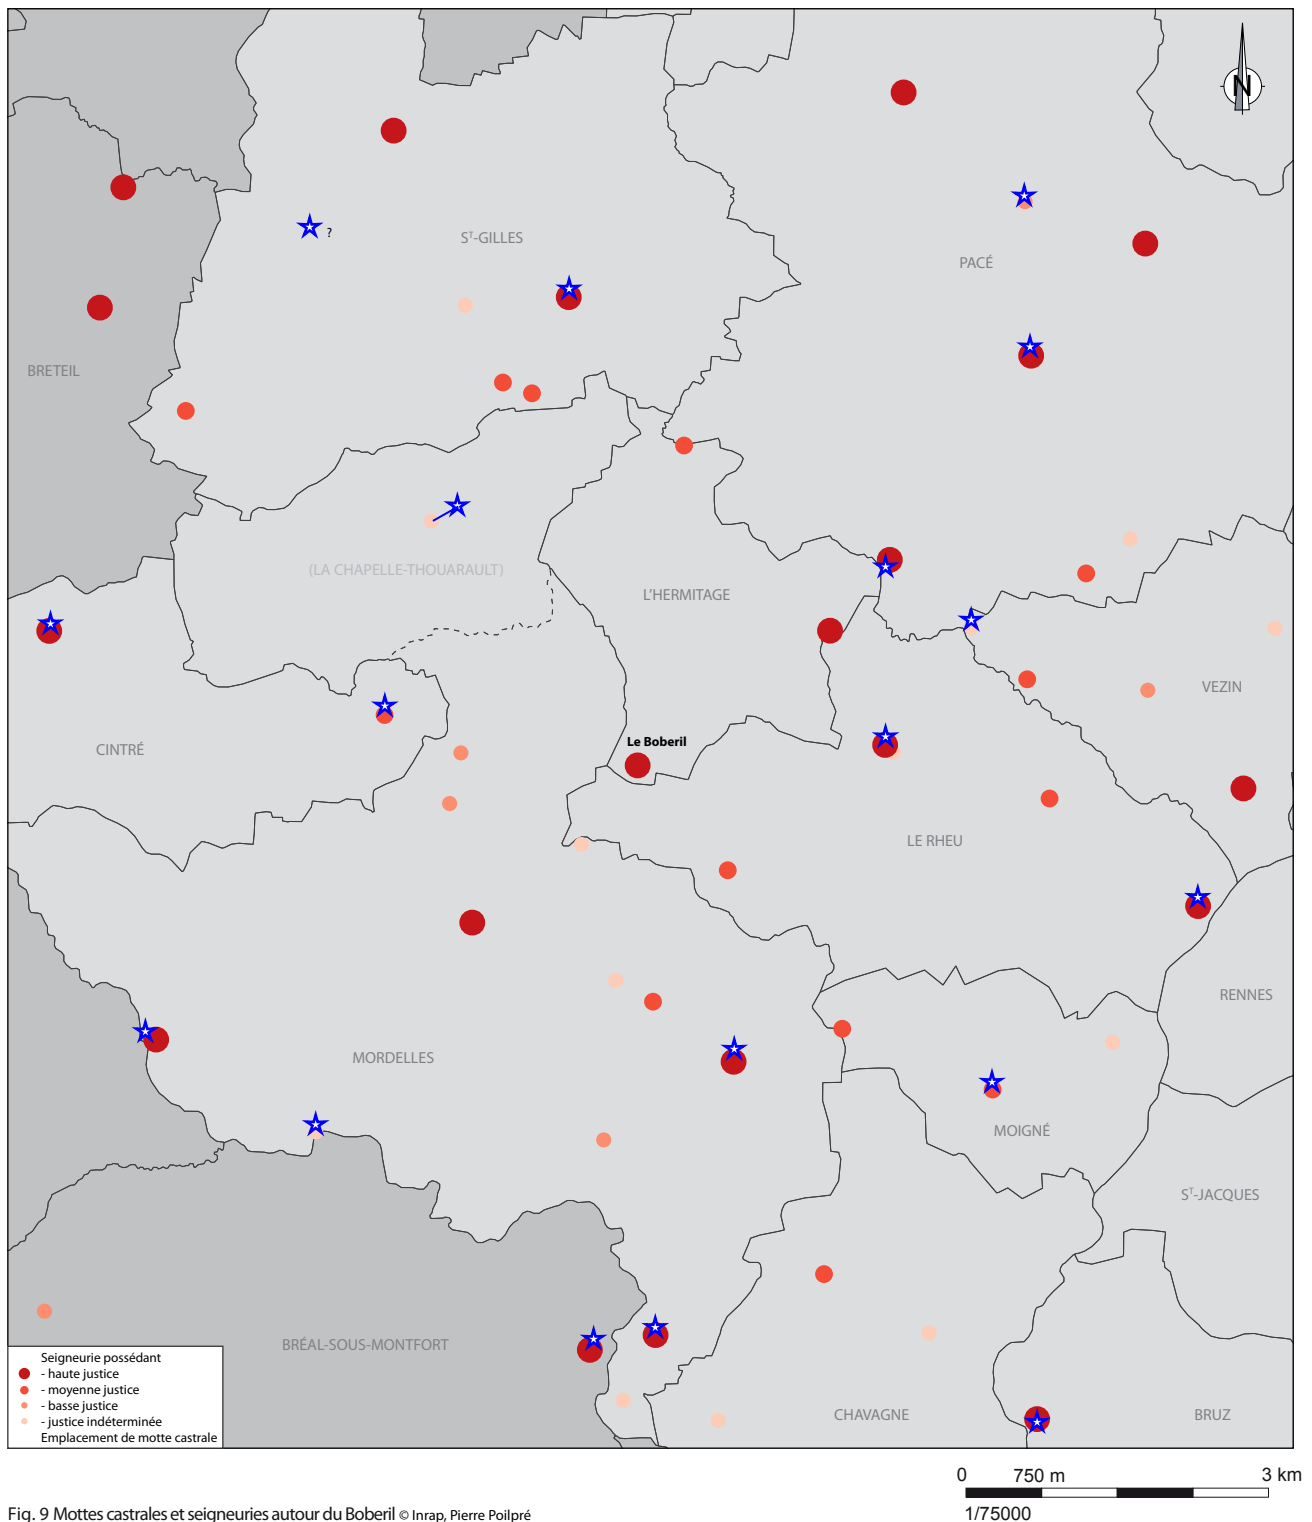 N
?
Sᵀ-GILLES
PACÉ
BRETEIL
(LA CHAPELLE-THOUARAULT)
L'HERMITAGE
VEZIN
CINTRÉ
Le Boberil
LE RHEU
RENNES
MORDELLES
MOIGNÉ
Sᵀ-JACQUES
BRÉAL-SOUS-MONTFORT
CHAVAGNE
BRUZ
Seigneurie possédant
- haute justice
- moyenne justice
- basse justice
- justice indéterminée
Emplacement de motte castrale
0 750 m 3 km
1/75000
Fig. 9 Mottes castrales et seigneuries autour du Boberil © Inrap, Pierre Poilpré